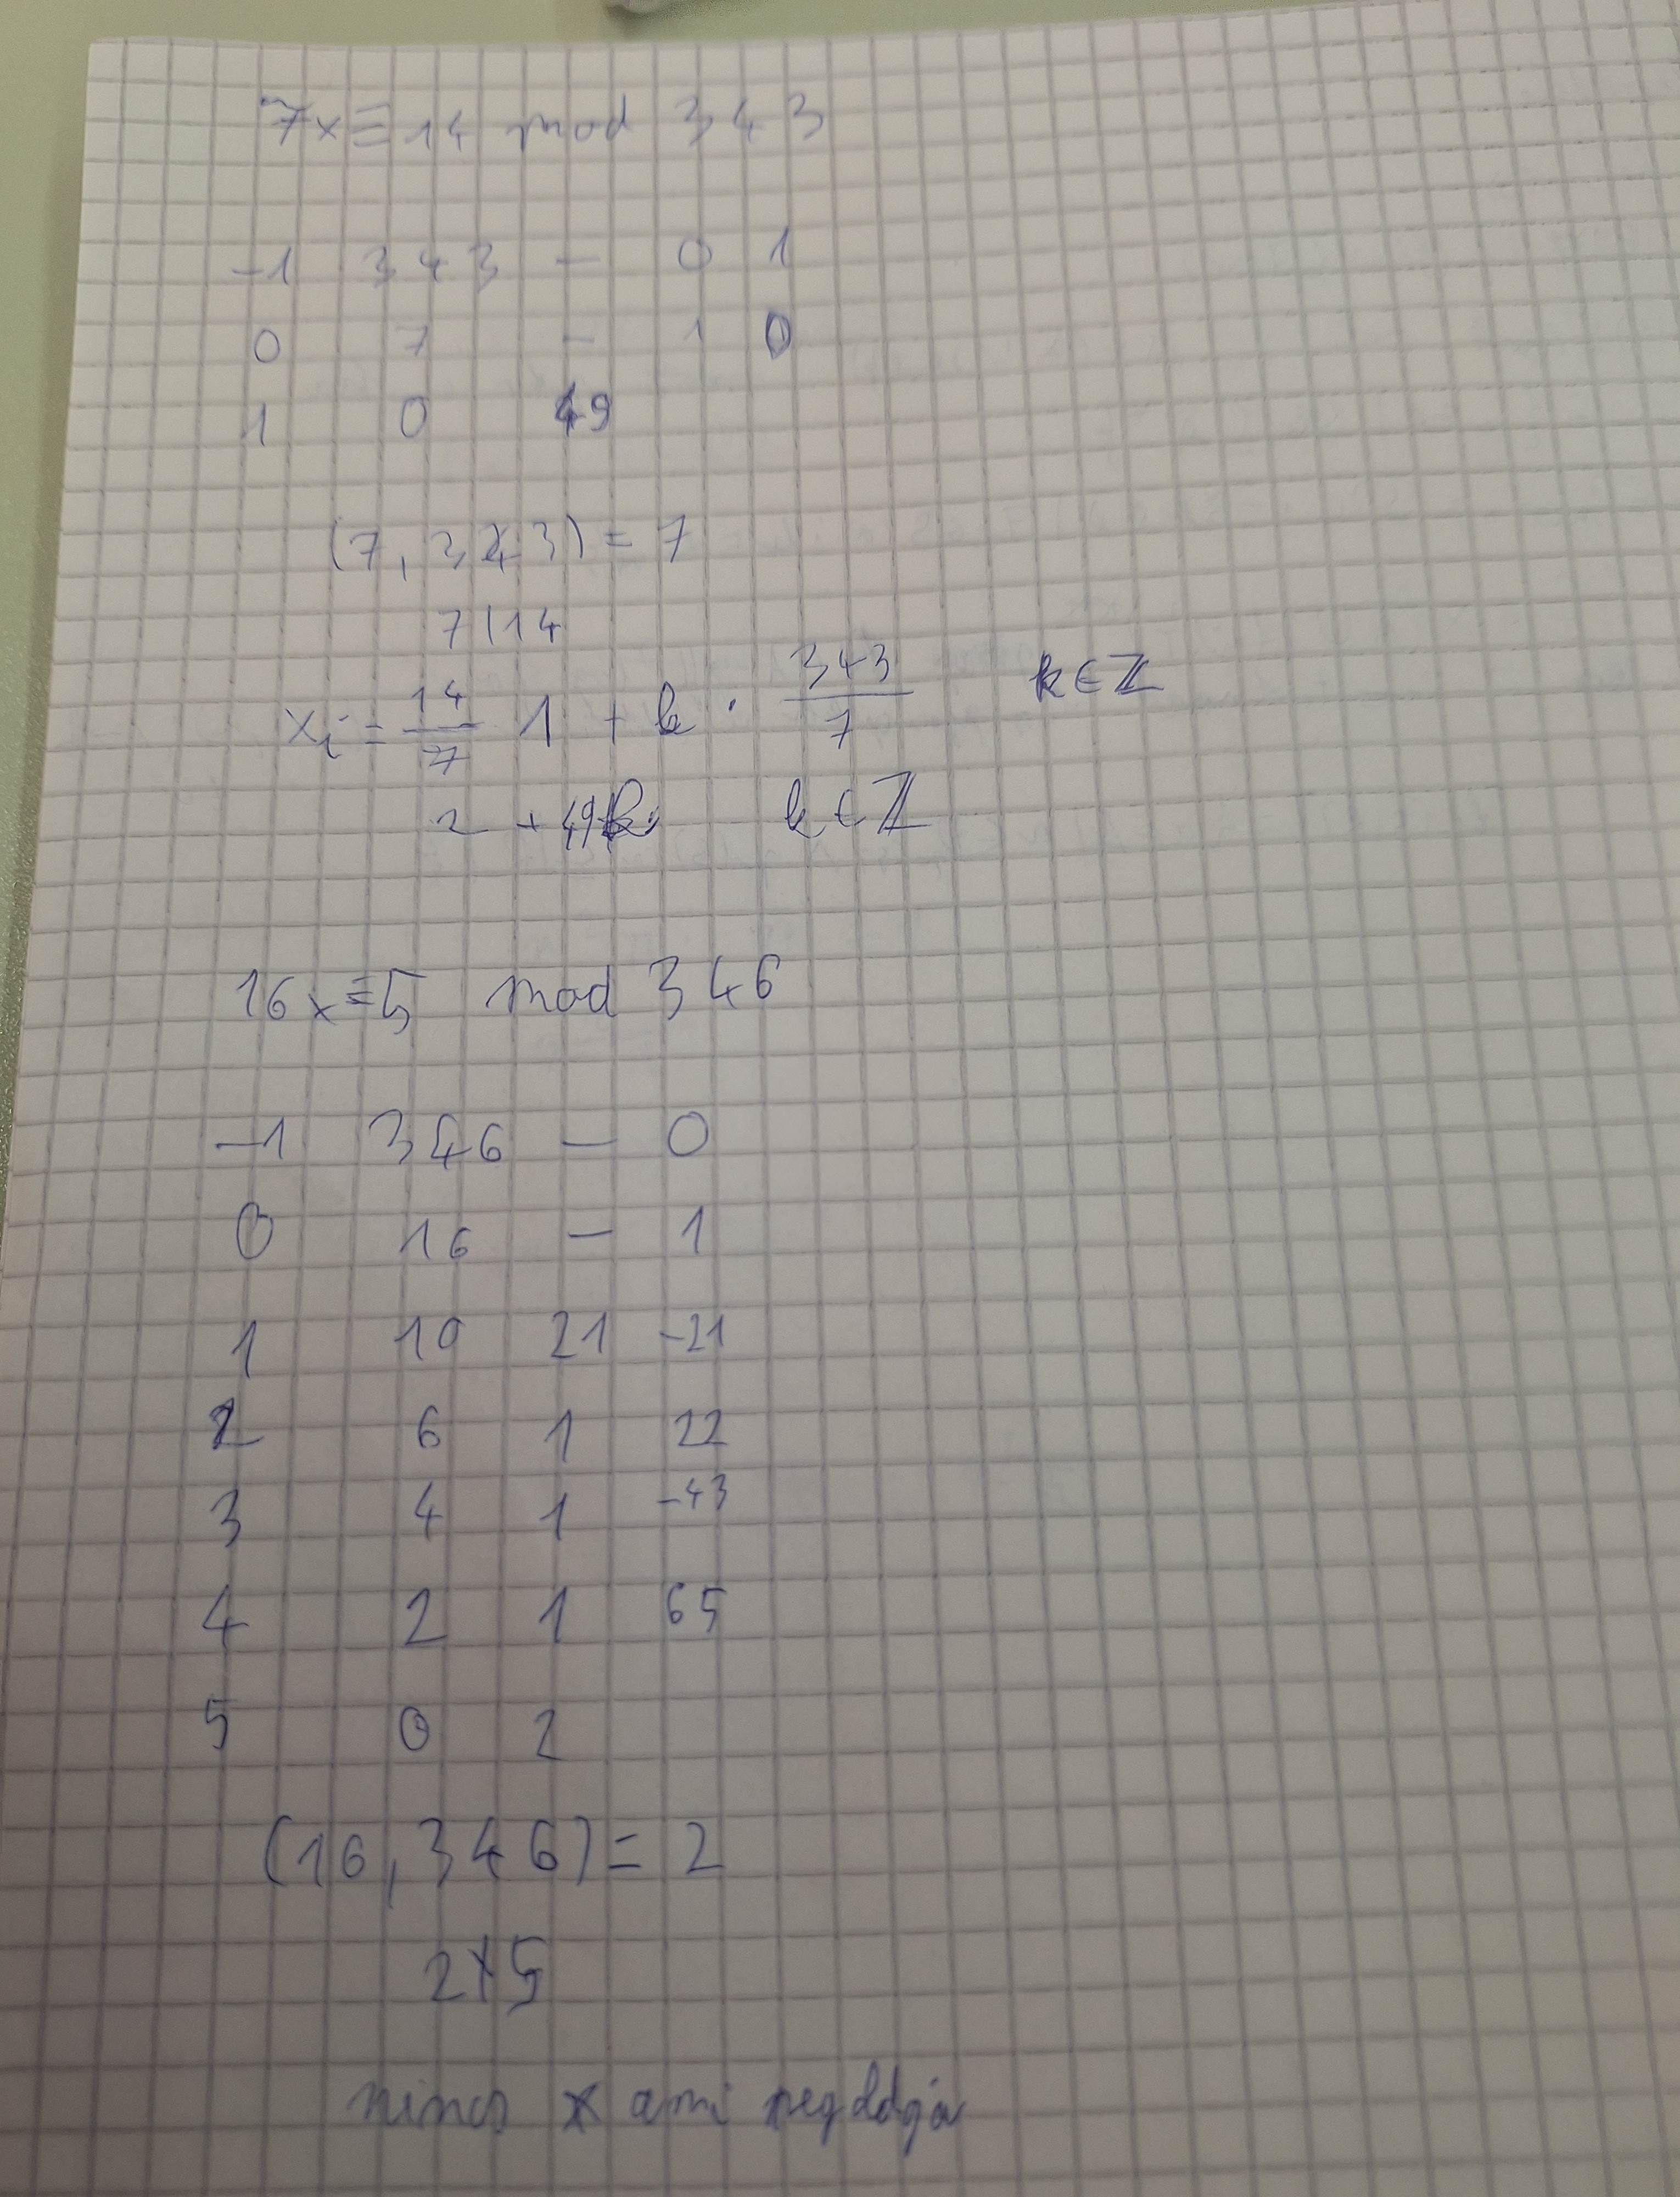 7x≡14 mod 343
-1 343 - 0 1
0 7 - 1 0
1 0 49
(7, 343) = 7
7|14
x_i = 14/7 1 + k · 343/7 k∈ℤ
2 + 49k k∈ℤ
16x≡5 mod 346
-1 346 - 0
0 16 - 1
1 10 21 -21
2 6 1 22
3 4 1 -43
4 2 1 65
5 0 2
(16, 346) = 2
2∤5
nincs x ami